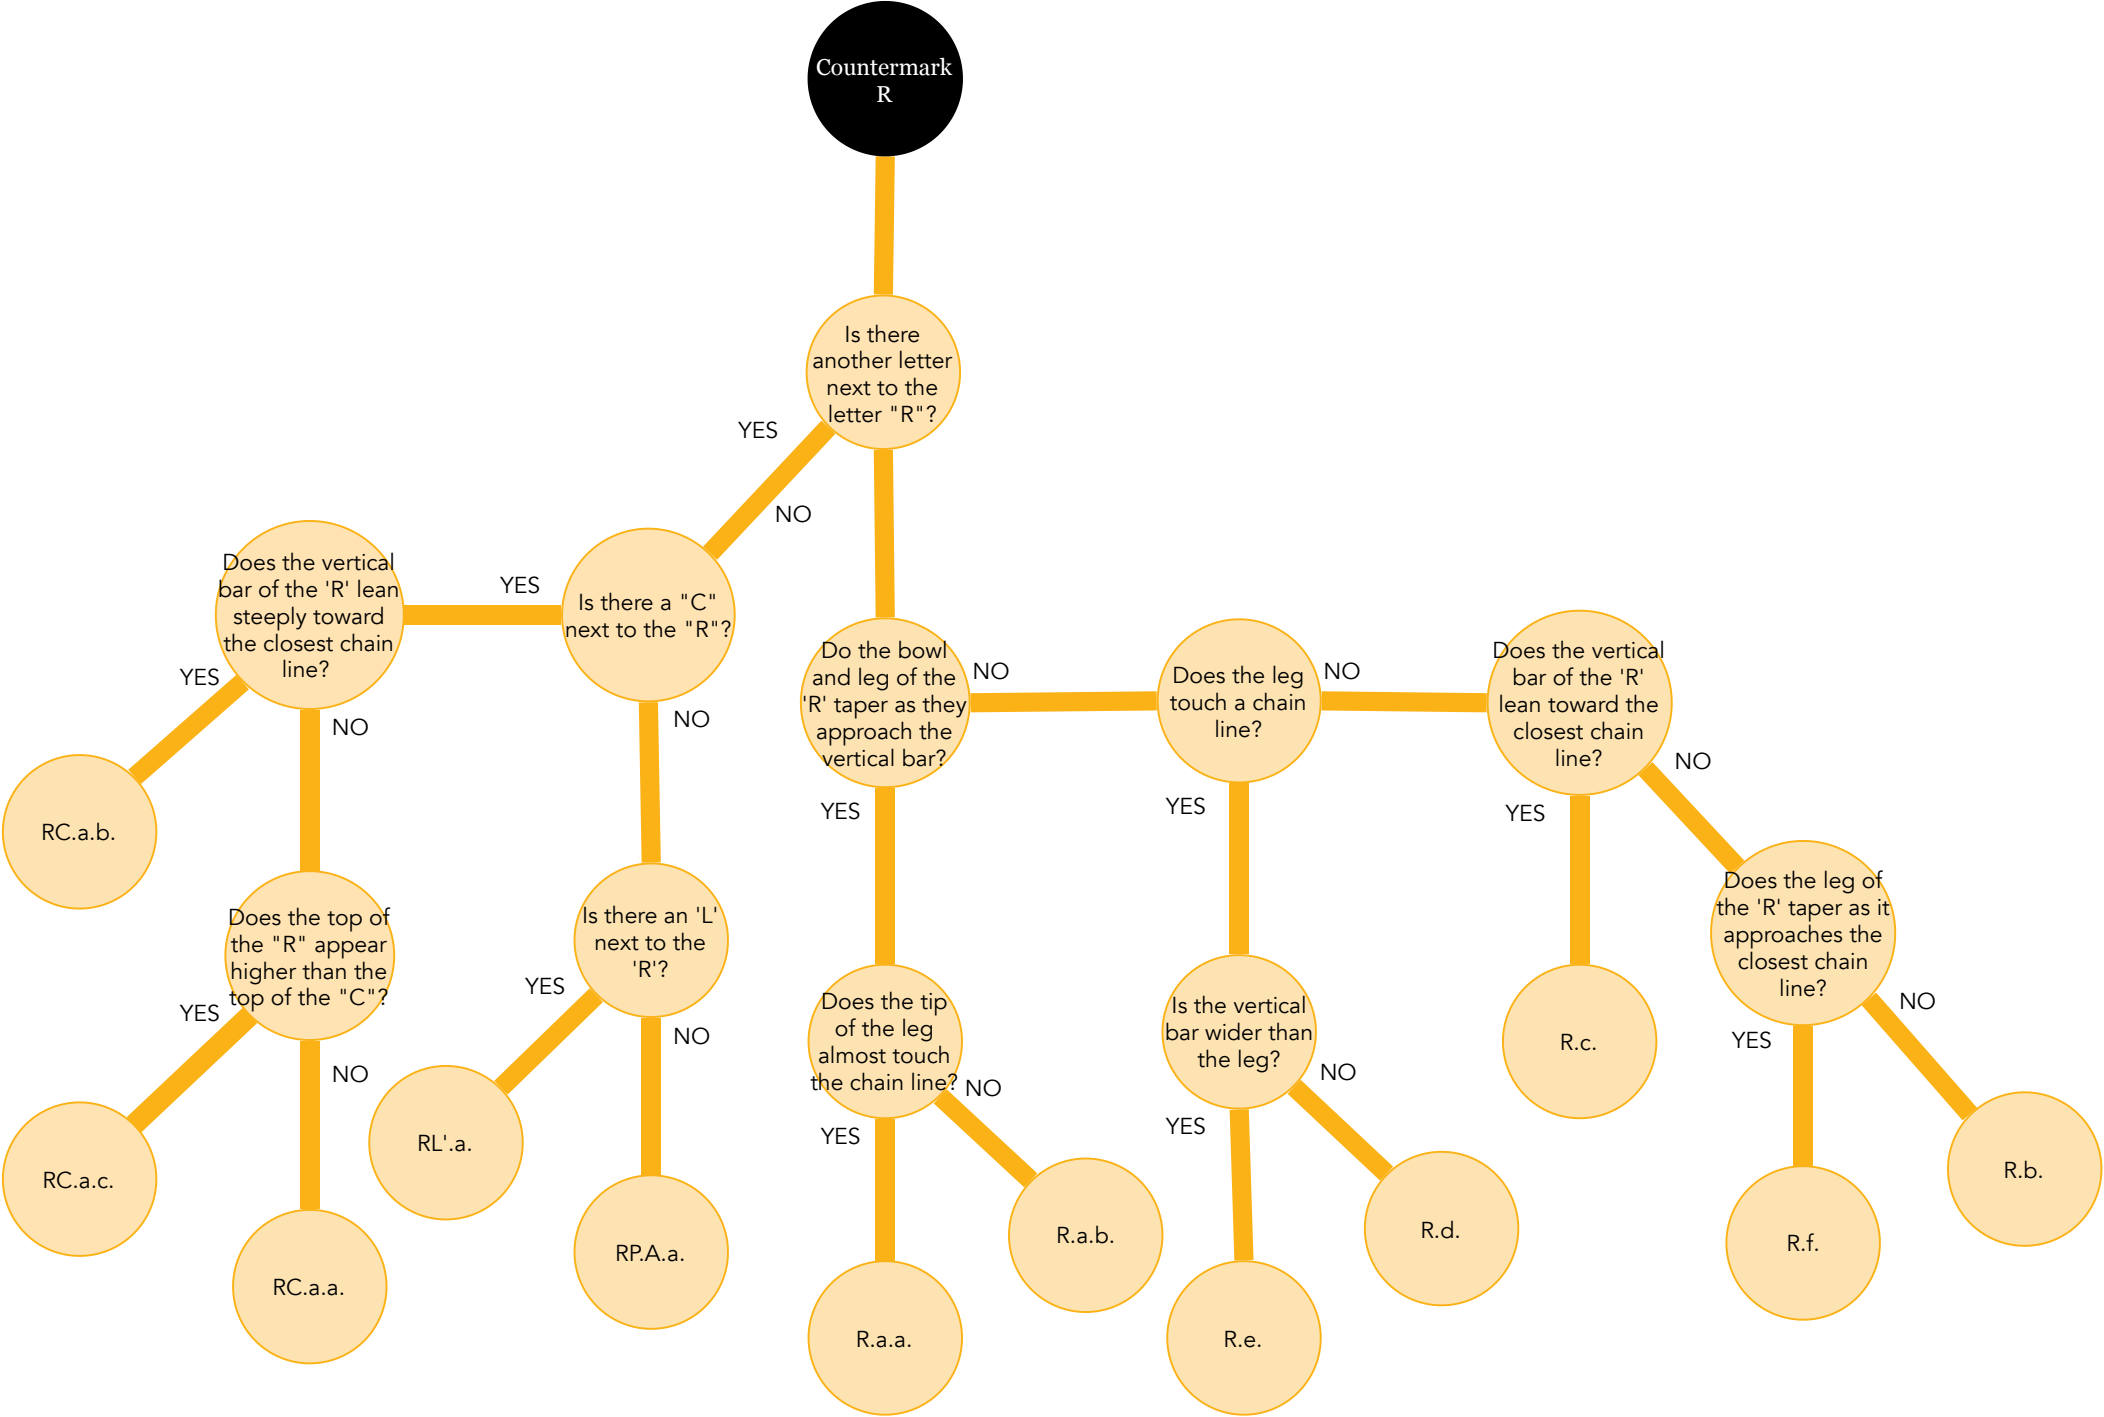 Countermark
R
Is there
another letter
next to the
letter "R"?
YES
NO
Does the vertical
bar of the 'R' lean
steeply toward
the closest chain
line?
YES
Is there a "C"
next to the "R"?
YES
NO
NO
Do the bowl
and leg of the
'R' taper as they
approach the
vertical bar?
NO
Does the leg
touch a chain
line?
NO
Does the vertical
bar of the 'R'
lean toward the
closest chain
line?
NO
YES
YES
YES
RC.a.b.
Does the top of
the "R" appear
higher than the
top of the "C"?
YES
NO
Is there an 'L'
next to the
'R'?
YES
NO
Does the tip
of the leg
almost touch
the chain line?
NO
YES
Is the vertical
bar wider than
the leg?
NO
YES
Does the leg of
the 'R' taper as it
approaches the
closest chain
line?
NO
YES
R.c.
RC.a.c.
RC.a.a.
RL'.a.
RP.A.a.
R.a.a.
R.a.b.
R.e.
R.d.
R.f.
R.b.